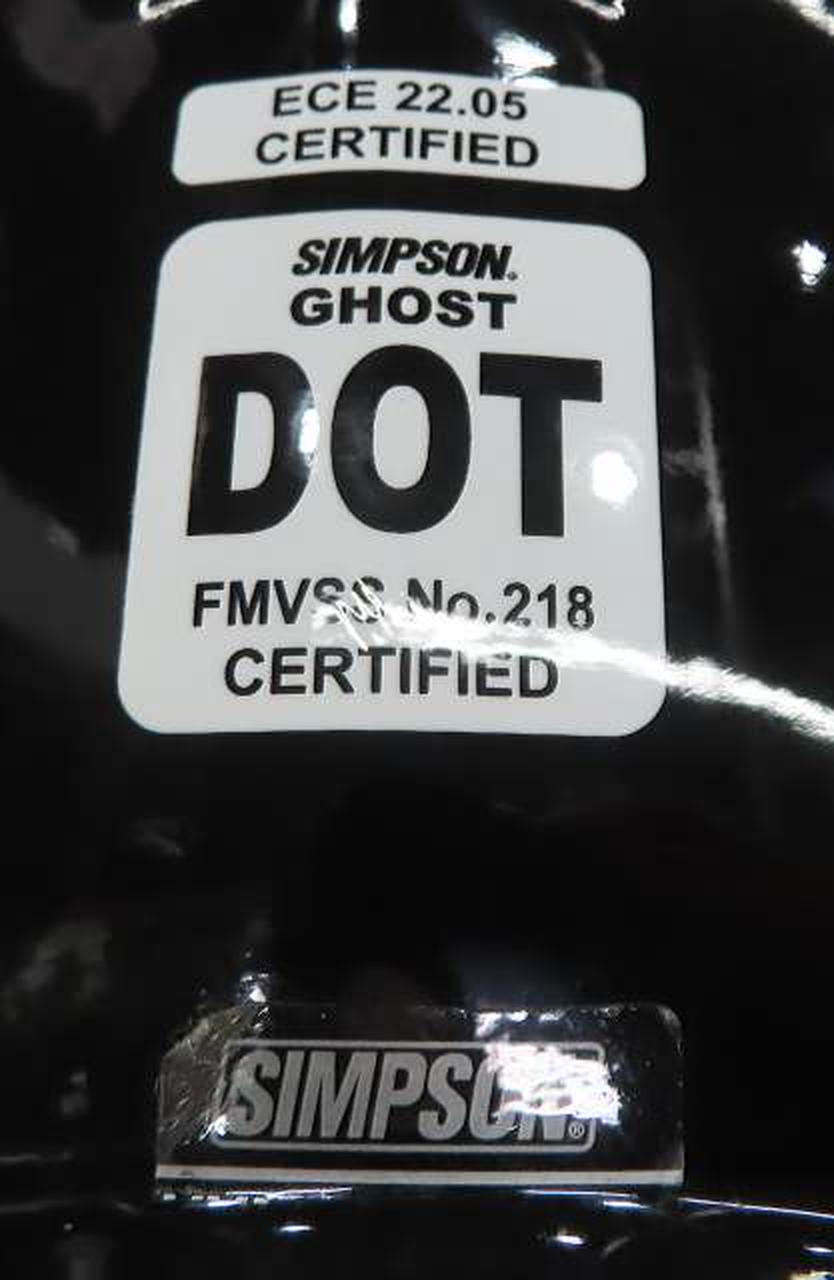 ECE 22.05
CERTIFIED
SIMPSON.
GHOST
DOT
FMVSS No.218
CERTIFIED
SIMPSON®